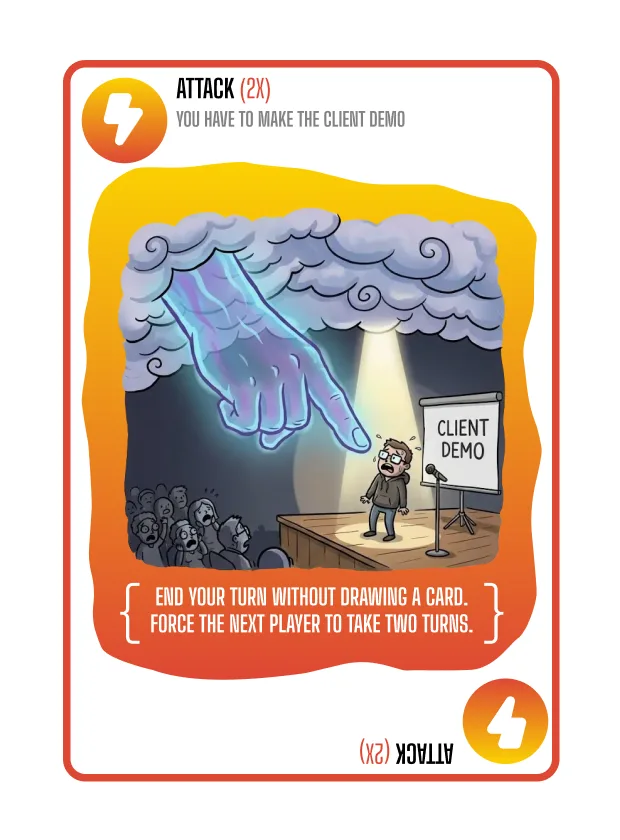 ATTACK (2X)
YOU HAVE TO MAKE THE CLIENT DEMO
CLIENT
DEMO
END YOUR TURN WITHOUT DRAWING A CARD.
FORCE THE NEXT PLAYER TO TAKE TWO TURNS.
ATTACK (2X)